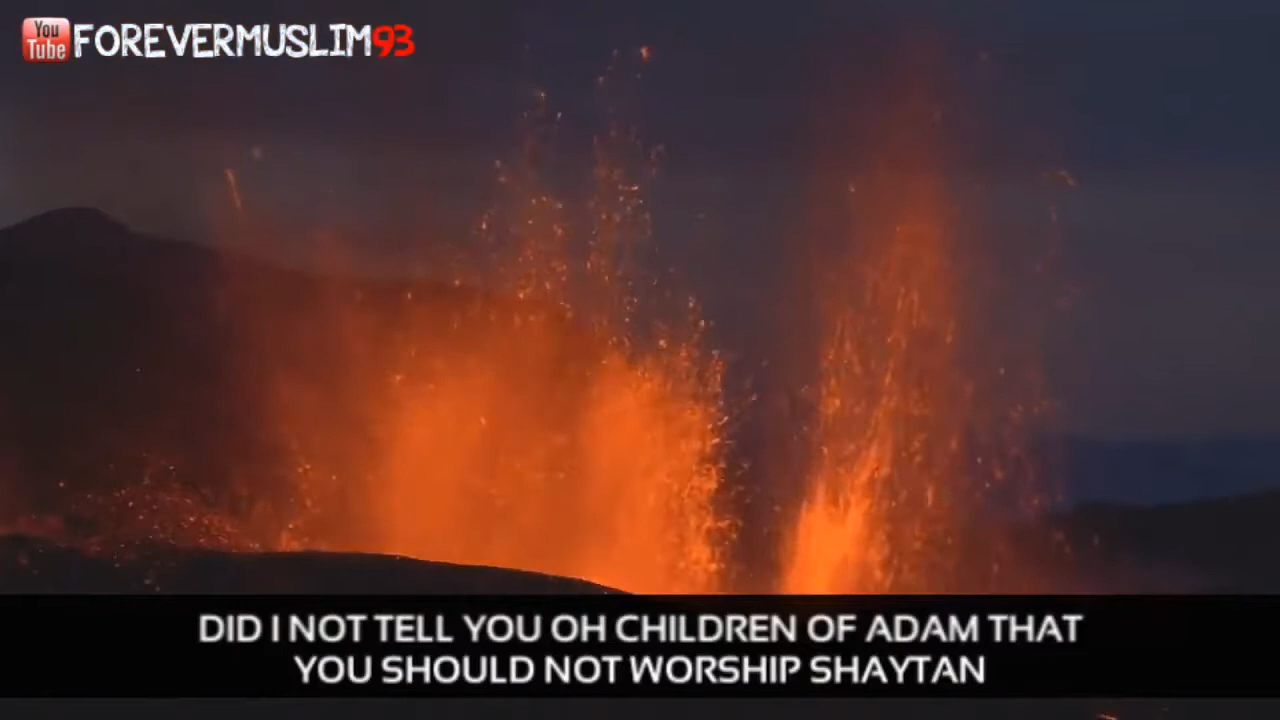 You Tube FOREVERMUSLIM93
DID I NOT TELL YOU OH CHILDREN OF ADAM THAT
YOU SHOULD NOT WORSHIP SHAYTAN